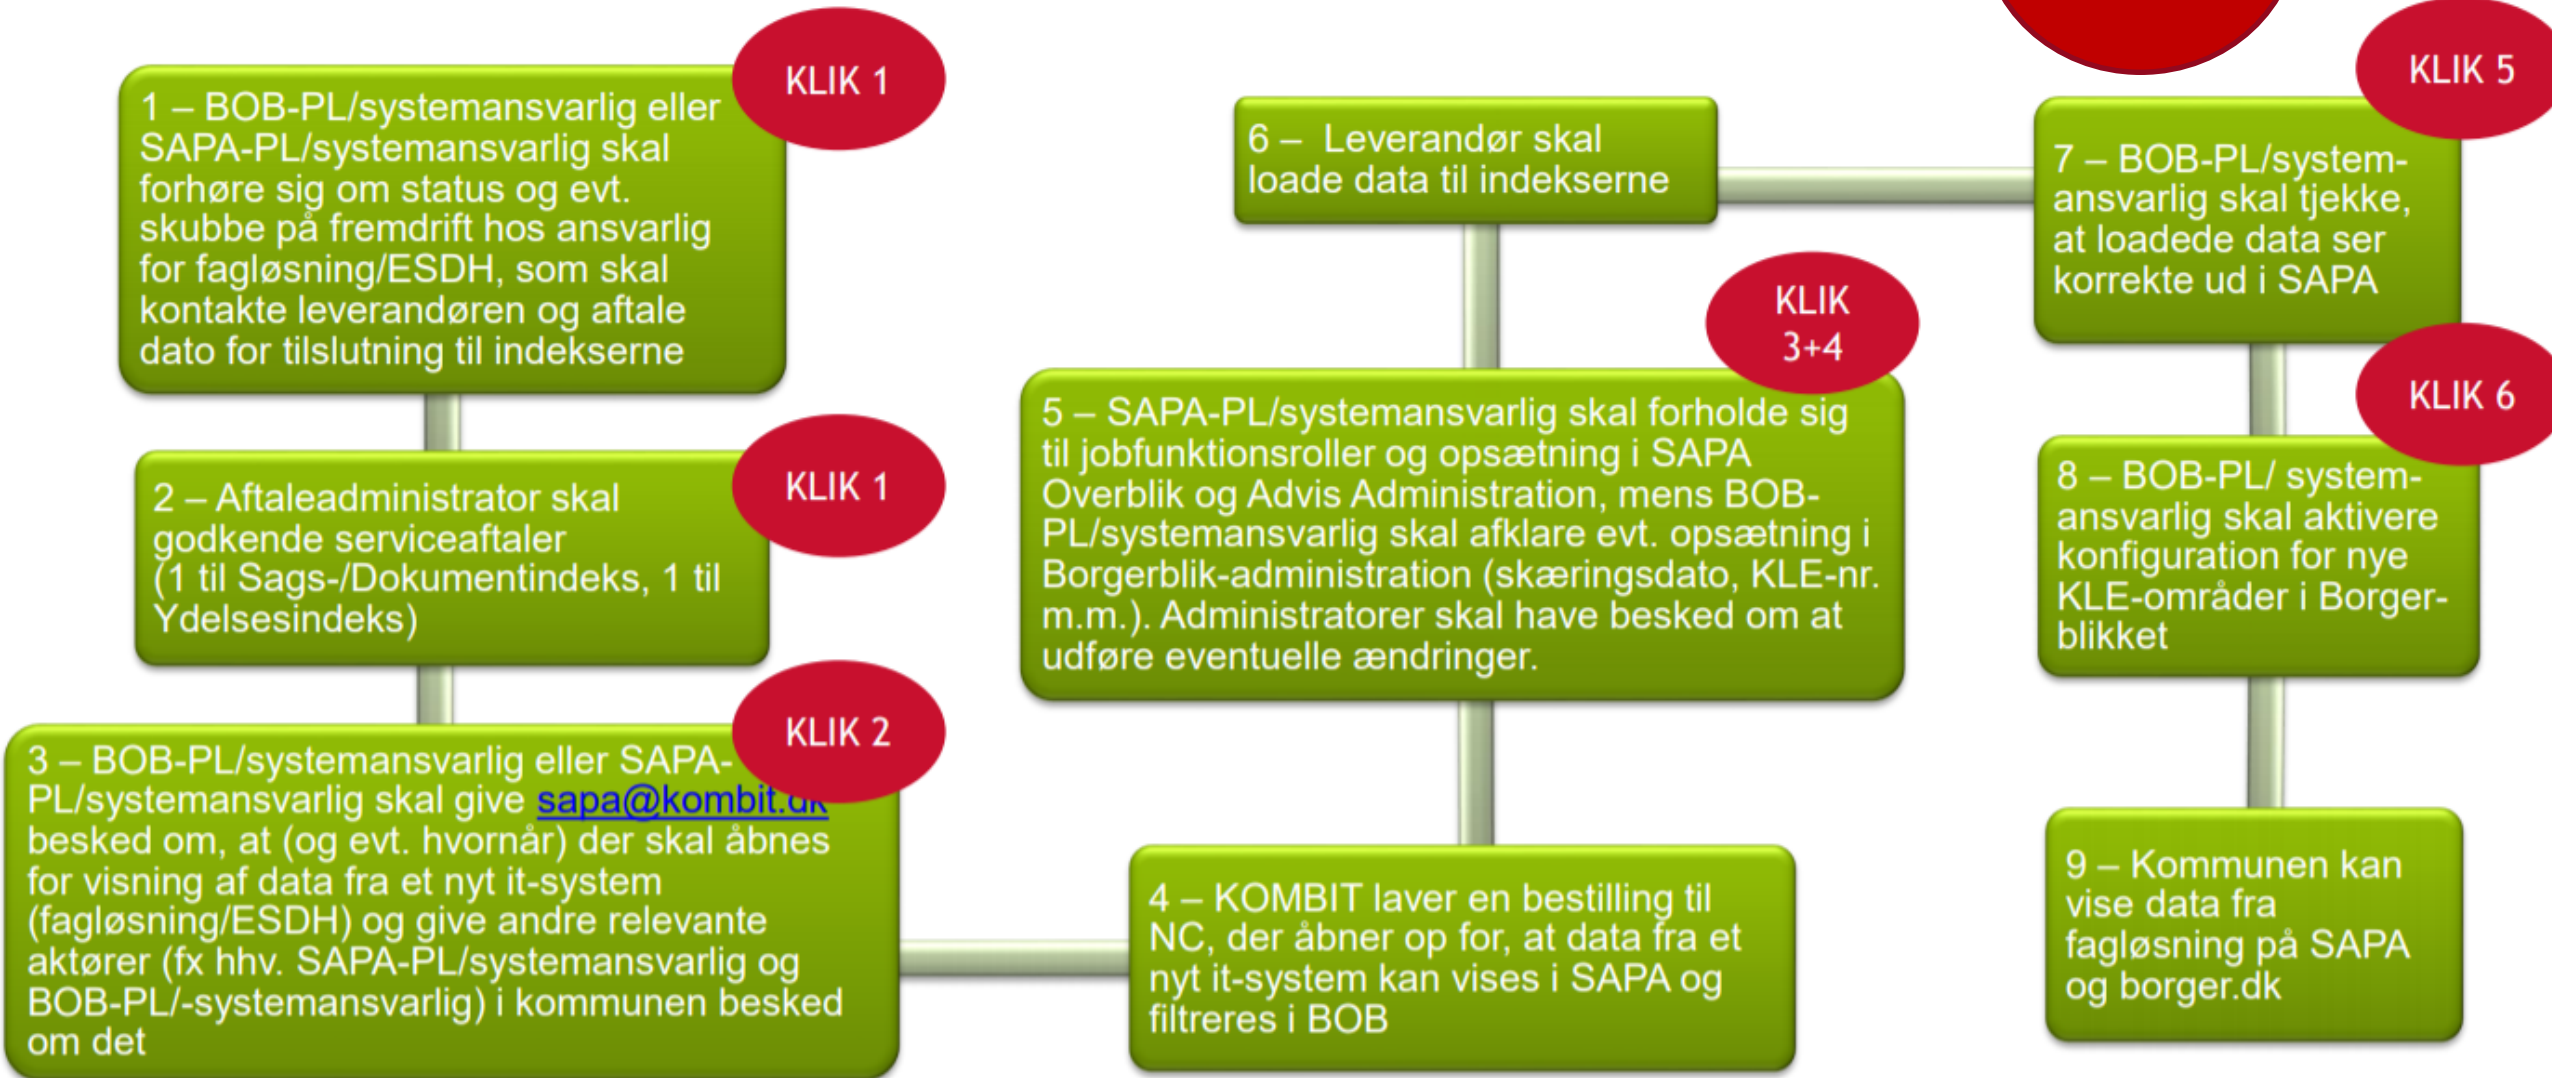 KLIK 1
1 – BOB-PL/systemansvarlig eller
SAPA-PL/systemansvarlig skal
forhøre sig om status og evt.
skubbe på fremdrift hos ansvarlig
for fagløsning/ESDH, som skal
kontakte leverandøren og aftale
dato for tilslutning til indekserne
KLIK 1
2 – Aftaleadministrator skal
godkende serviceaftaler
(1 til Sags-/Dokumentindeks, 1 til
Ydelsesindeks)
KLIK 2
3 – BOB-PL/systemansvarlig eller SAPA-
PL/systemansvarlig skal give sapa@kombit.dk
besked om, at (og evt. hvornår) der skal åbnes
for visning af data fra et nyt it-system
(fagløsning/ESDH) og give andre relevante
aktører (fx hhv. SAPA-PL/systemansvarlig og
BOB-PL/-systemansvarlig) i kommunen besked
om det
4 – KOMBIT laver en bestilling til
NC, der åbner op for, at data fra et
nyt it-system kan vises i SAPA og
filtreres i BOB
KLIK
3+4
5 – SAPA-PL/systemansvarlig skal forholde sig
til jobfunktionsroller og opsætning i SAPA
Overblik og Advis Administration, mens BOB-
PL/systemansvarlig skal afklare evt. opsætning i
Borgerblik-administration (skæringsdato, KLE-nr.
m.m.). Administratorer skal have besked om at
udføre eventuelle ændringer.
6 – Leverandør skal
loade data til indekserne
KLIK 5
7 – BOB-PL/system-
ansvarlig skal tjekke,
at loadede data ser
korrekte ud i SAPA
KLIK 6
8 – BOB-PL/ system-
ansvarlig skal aktivere
konfiguration for nye
KLE-områder i Borger-
blikket
9 – Kommunen kan
vise data fra
fagløsning på SAPA
og borger.dk